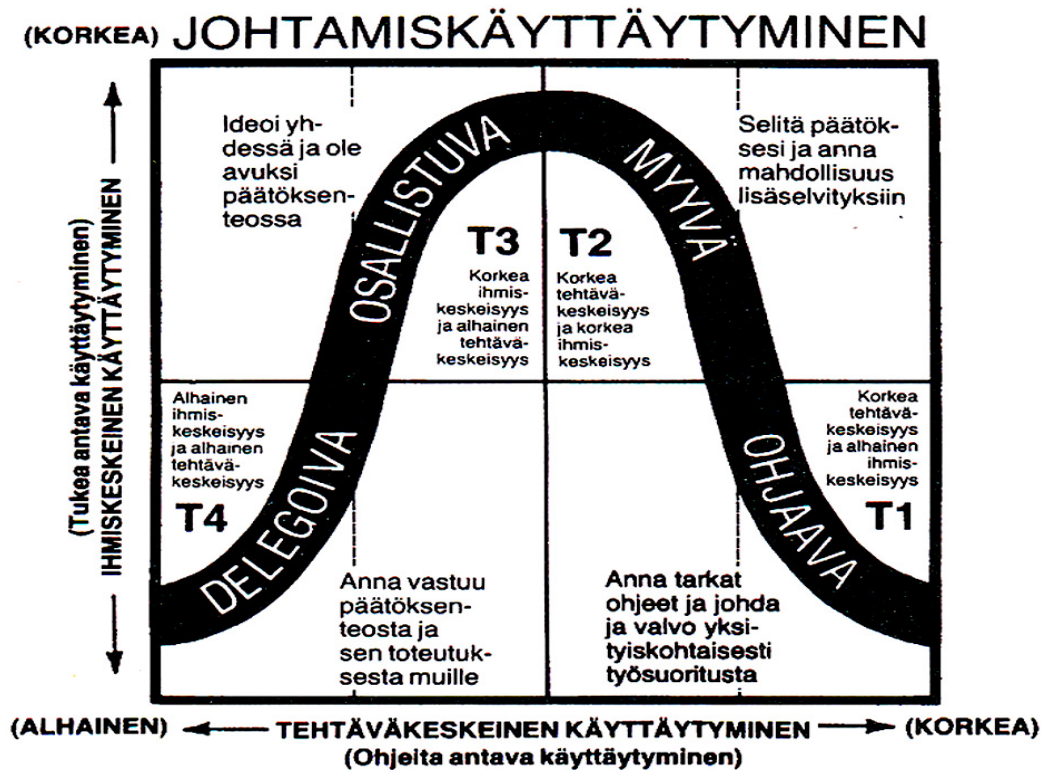 (KORKEA) JOHTAMISKÄYTTÄYTYMINEN
(Tukea antava käyttäytyminen)
IHMISKESKEINEN KÄYTTÄYTYMINEN
Ideoi yh-
dessä ja ole
avuksi
päätöksen-
teossa
OSALLISTUVA
T3
Korkea
ihmis-
keskeisyys
ja alhainen
tehtävä-
keskeisyys
MYYVÄ
Selitä päätök-
sesi ja anna
mahdollisuus
lisäselvityksiin
T2
Korkea
tehtävä-
keskeisyys
ja korkea
ihmis-
keskeisyys
Alhainen
ihmis-
keskeisyys
ja alhainen
tehtävä-
keskeisyys
T4
DELEGOIVA
Anna vastuu
päätöksen-
teosta ja
sen toteutuk-
sesta muille
OHJAAVA
Anna tarkat
ohjeet ja johda
ja valvo yksi-
tyiskohtaisesti
työsuoritusta
Korkea
tehtävä-
keskeisyys
ja alhainen
ihmis-
keskeisyys
T1
(ALHAINEN) TEHTÄVÄKESKEINEN KÄYTTÄYTYMINEN (KORKEA)
(Ohjeita antava käyttäytyminen)